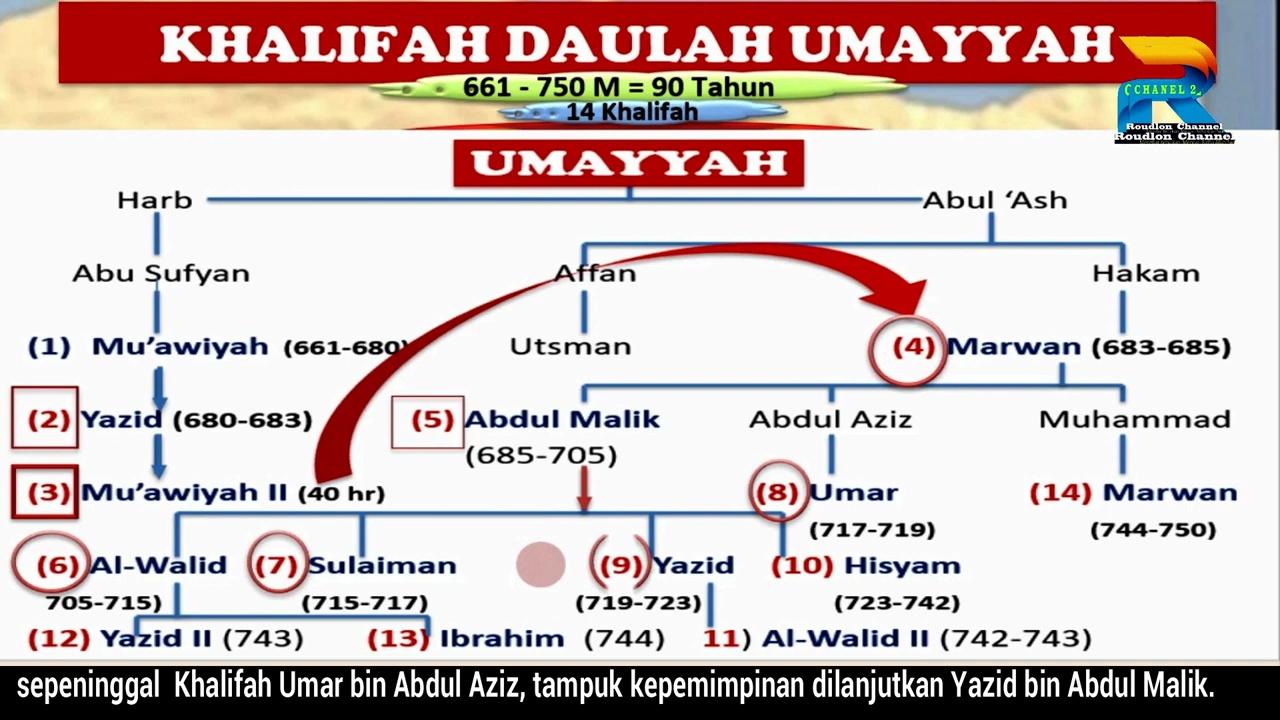 KHALIFAH DAULAH UMAYYAH
661 - 750 M = 90 Tahun
14 Khalifah
CHANEL 2
Roudlon Channel
Roudlon Channel
UMAYYAH
Harb Abul ‘Ash
Abu Sufyan Affan Hakam
(1) Mu’awiyah (661-680) Utsman (4) Marwan (683-685)
(2) Yazid (680-683) (5) Abdul Malik Abdul Aziz Muhammad
(685-705)
(3) Mu’awiyah II (40 hr) (8) Umar (14) Marwan
(717-719) (744-750)
(6) Al-Walid (7) Sulaiman (9) Yazid (10) Hisyam
705-715) (715-717) (719-723) (723-742)
(12) Yazid II (743) (13) Ibrahim (744) 11) Al-Walid II (742-743)
sepeninggal Khalifah Umar bin Abdul Aziz, tampuk kepemimpinan dilanjutkan Yazid bin Abdul Malik.